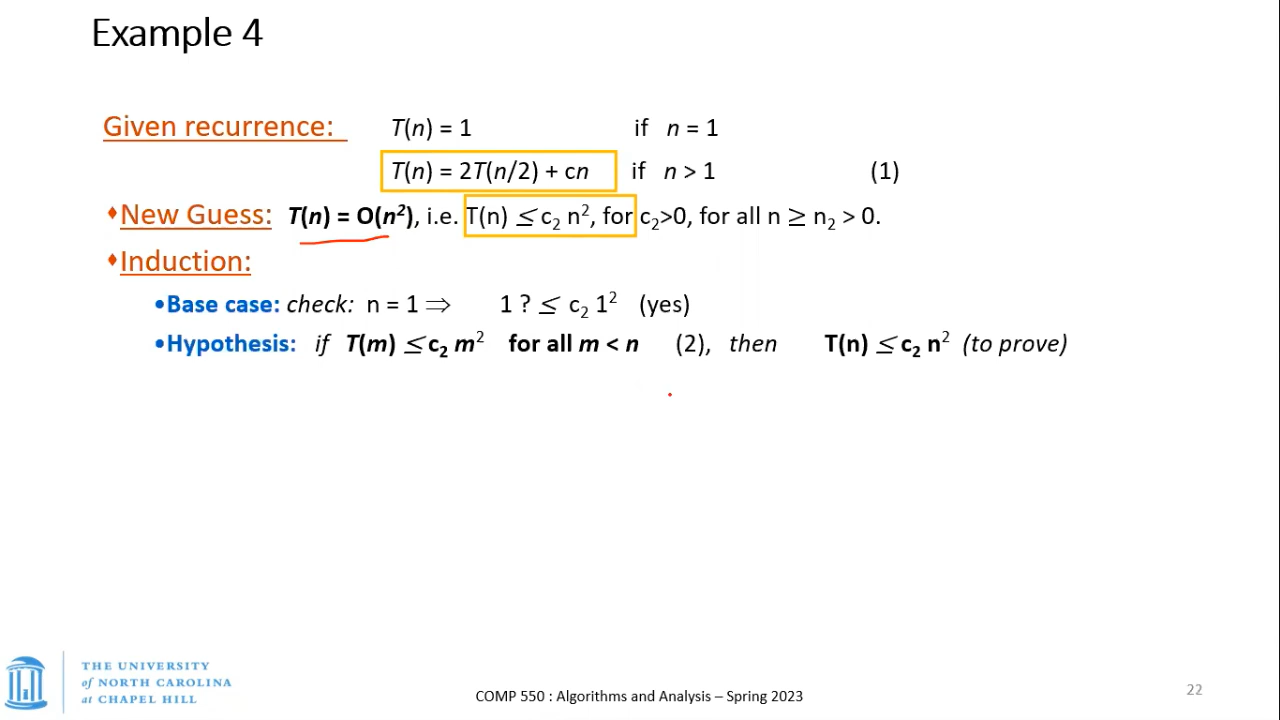 Example 4
Given recurrence: T(n) = 1 if n = 1
T(n) = 2T(n/2) + cn if n > 1 (1)
♦New Guess: T(n) = O(n²), i.e. T(n) ≤ c₂ n², for c₂>0, for all n ≥ n₂ > 0.
♦Induction:
•Base case: check: n = 1 ⇒ 1 ? ≤ c₂ 1² (yes)
•Hypothesis: if T(m) ≤ c₂ m² for all m < n (2), then T(n) ≤ c₂ n² (to prove)
THE UNIVERSITY
of NORTH CAROLINA
at CHAPEL HILL
COMP 550 : Algorithms and Analysis – Spring 2023
22